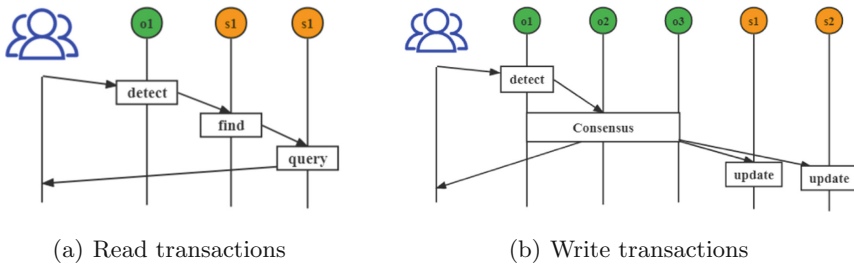 o1 s1 s1
detect
find
query
(a) Read transactions
o1 o2 o3 s1 s2
detect
Consensus
update update
(b) Write transactions